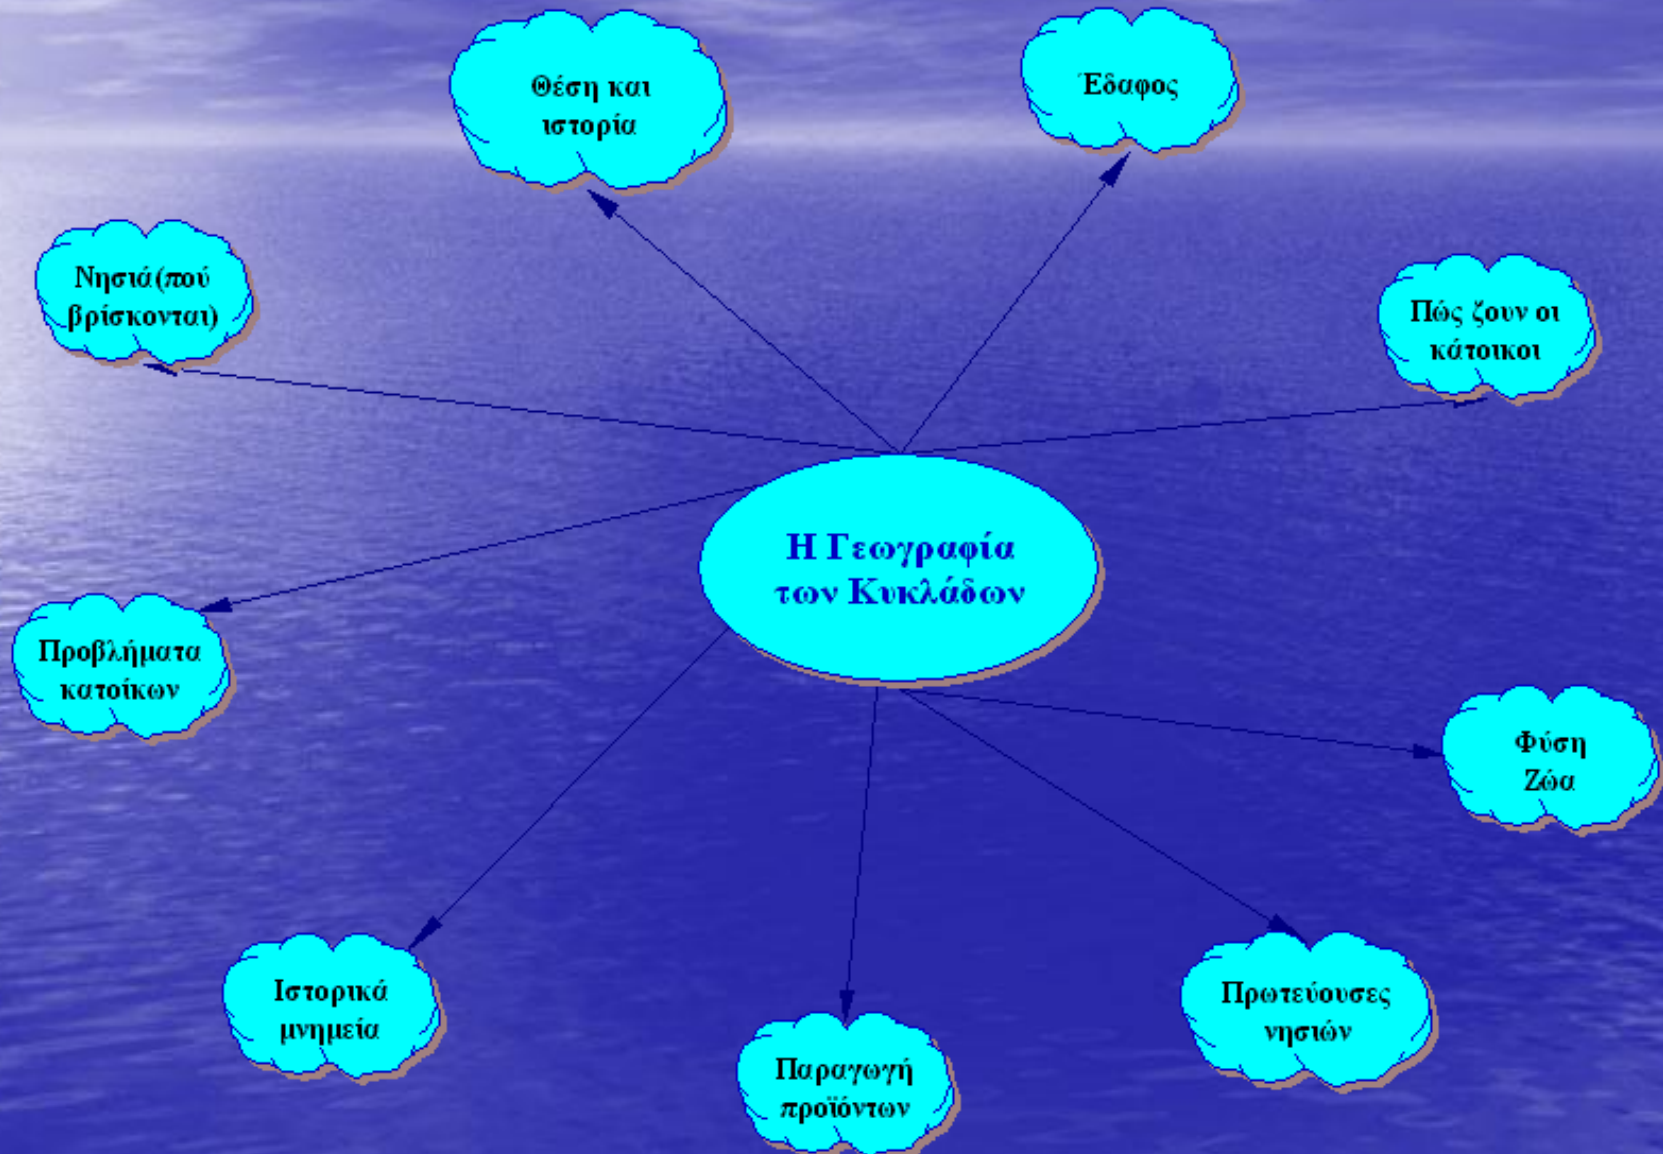 Θέση και
ιστορία
Έδαφος
Νησιά(πού
βρίσκονται)
Πώς ζουν οι
κάτοικοι
Η Γεωγραφία
των Κυκλάδων
Προβλήματα
κατοίκων
Φύση
Ζώα
Ιστορικά
μνημεία
Παραγωγή
προϊόντων
Πρωτεύουσες
νησιών